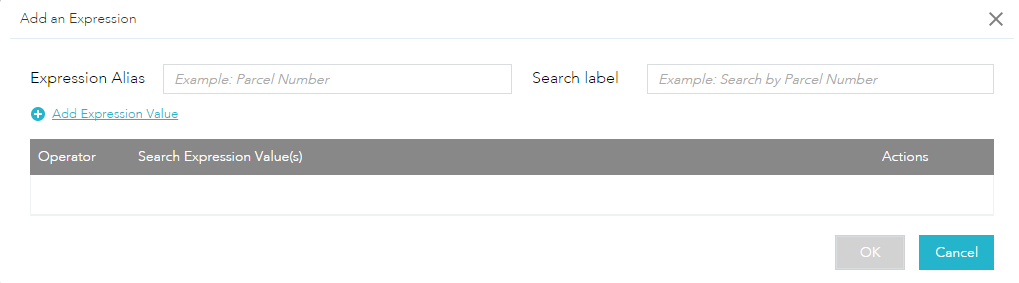 Add an Expression
Expression Alias Example: Parcel Number Search label Example: Search by Parcel Number
Add Expression Value
Operator Search Expression Value(s) Actions
OK Cancel